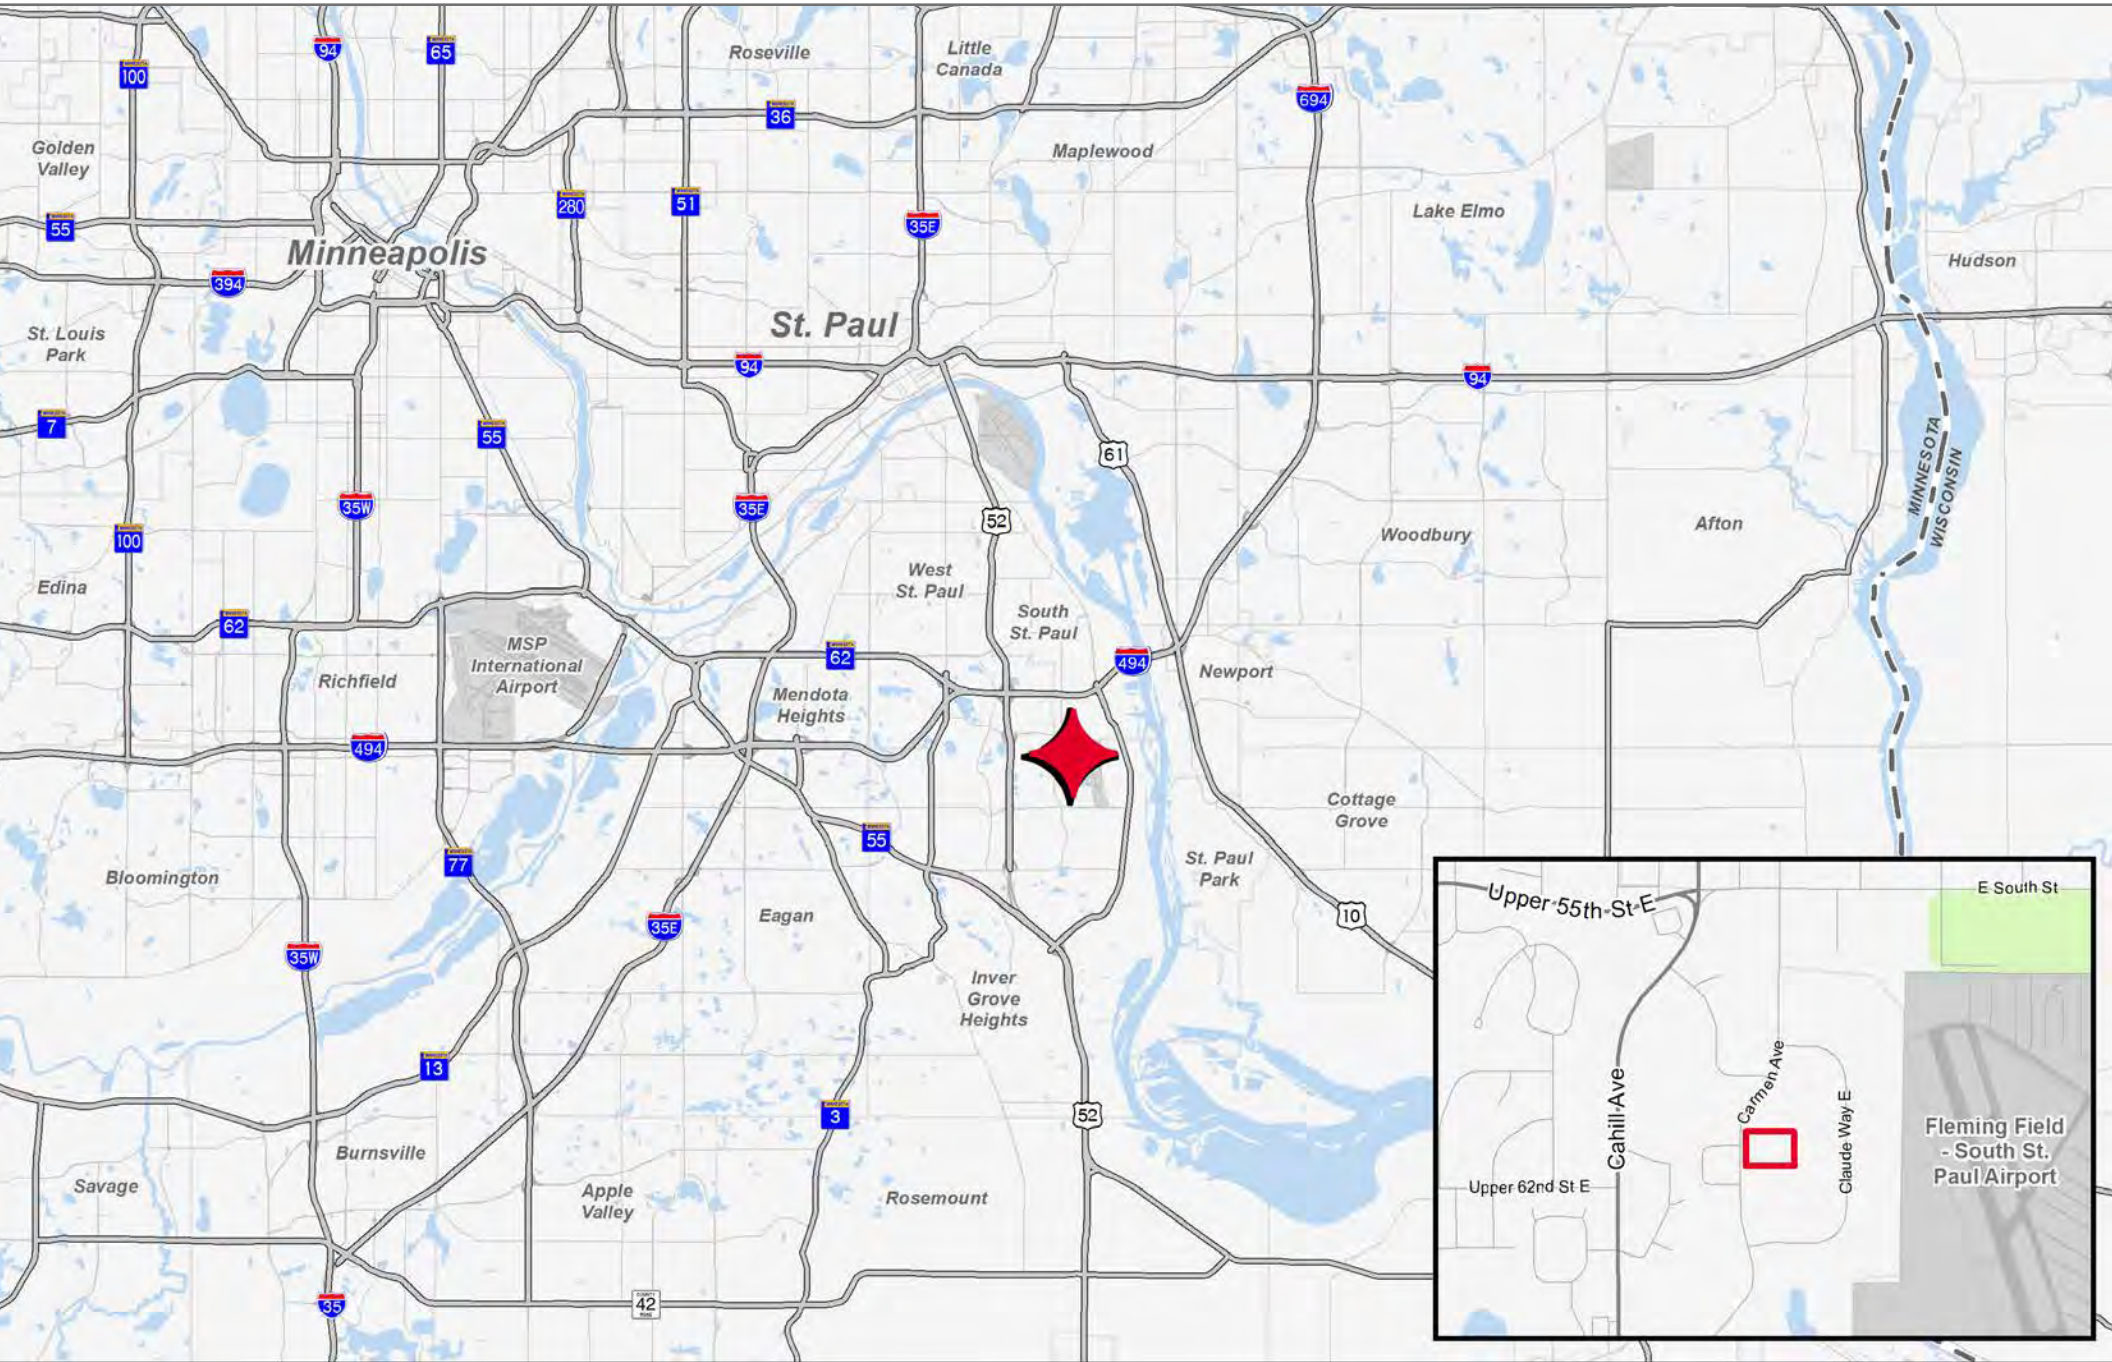 94
65
100
Roseville
Little
Canada
36
694
Golden
Valley
Maplewood
55
280
51
35E
Lake Elmo
Minneapolis
394
Hudson
St. Louis
Park
St. Paul
94
94
7
55
61
MINNESOTA
WISCONSIN
35W
35E
52
100
Woodbury
Afton
Edina
West
St. Paul
South
St. Paul
62
MSP
International
Airport
62
494
Richfield
Newport
Mendota
Heights
494
Cottage
Grove
55
77
St. Paul
Park
Bloomington
Eagan
35E
10
35W
Inver
Grove
Heights
13
3
52
Burnsville
Savage
Apple
Valley
Rosemount
35
COUNTY
42
Upper 55th St E
E South St
Carmen Ave
Cahill Ave
Claude Way E
Fleming Field
- South St.
Paul Airport
Upper 62nd St E